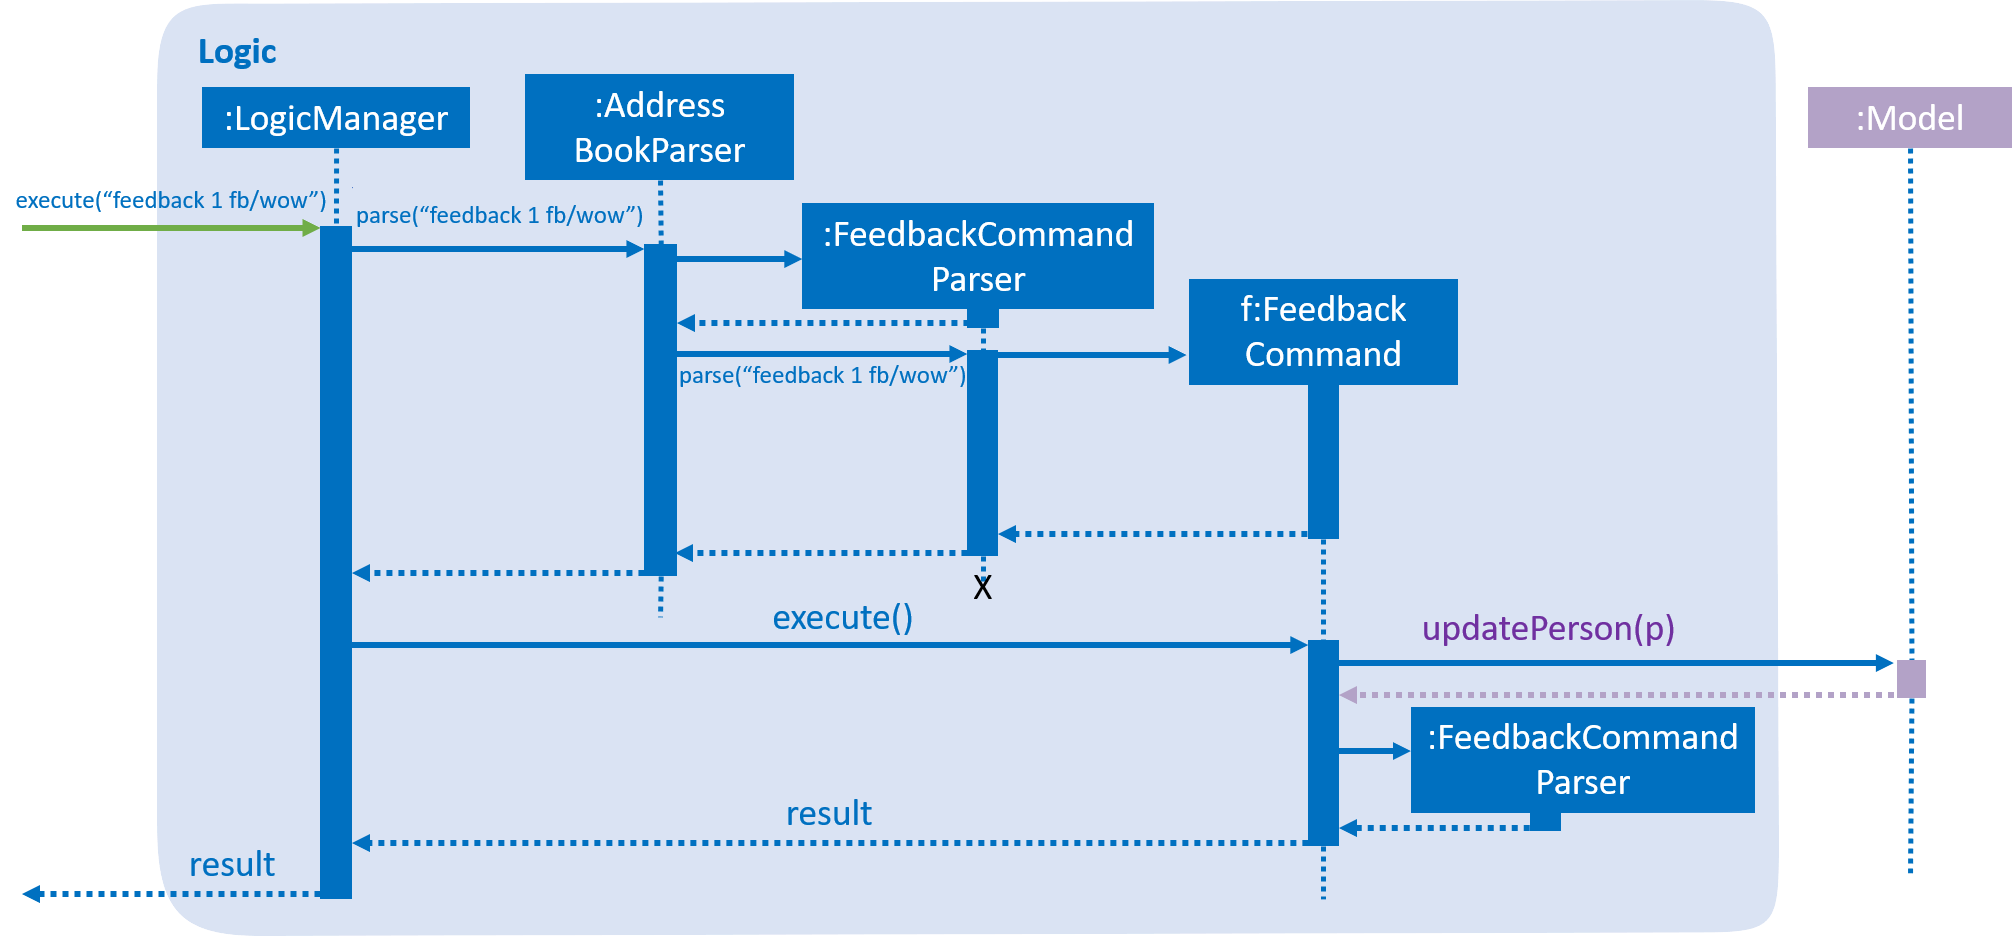 Logic
:LogicManager
:Address
BookParser
:Model
execute(“feedback 1 fb/wow”)
parse(“feedback 1 fb/wow”)
:FeedbackCommand
Parser
f:Feedback
Command
parse(“feedback 1 fb/wow”)
X
execute()
updatePerson(p)
:FeedbackCommand
Parser
result
result